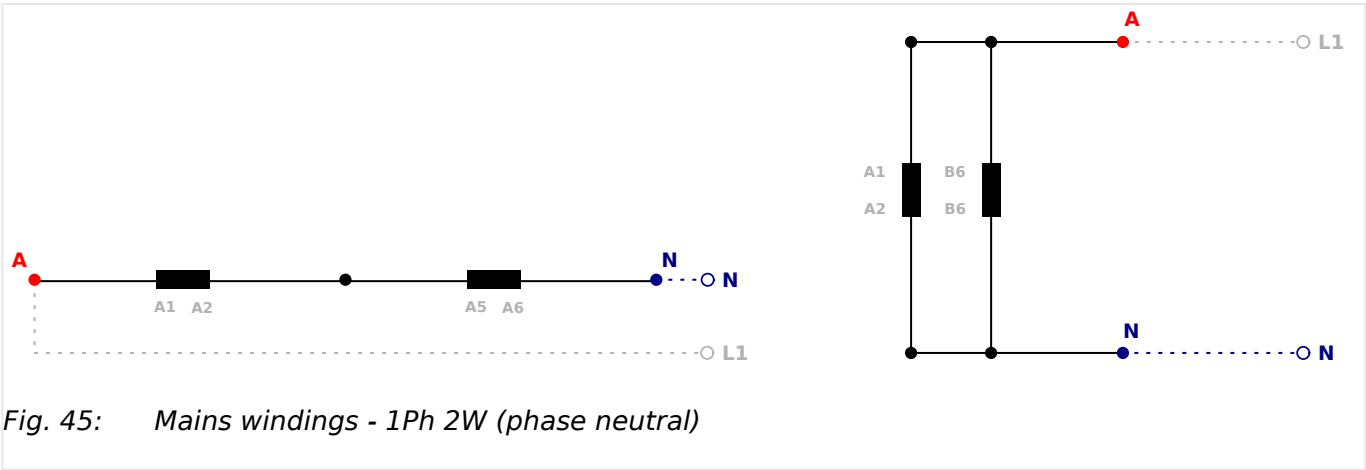 A
L1
A1 B6
A2 B6
A
N
N
A1 A2
A5 A6
N
N
L1
Fig. 45: Mains windings - 1Ph 2W (phase neutral)